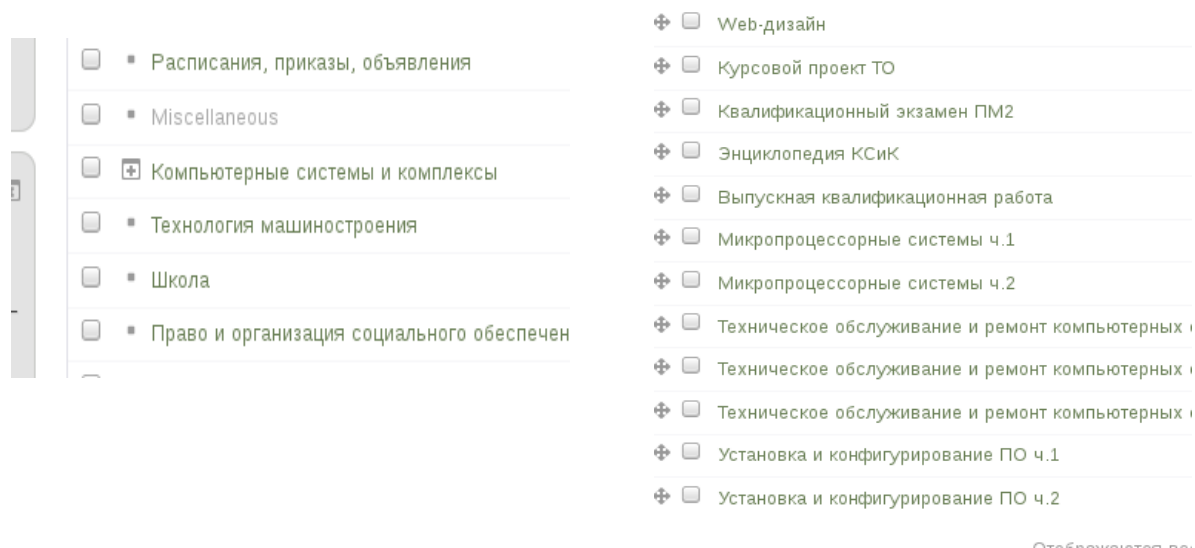 Расписания, приказы, объявления
Miscellaneous
Компьютерные системы и комплексы
Технология машиностроения
Школа
Право и организация социального обеспечен
Web-дизайн
Курсовой проект ТО
Квалификационный экзамен ПМ2
Энциклопедия КСиК
Выпускная квалификационная работа
Микропроцессорные системы ч.1
Микропроцессорные системы ч.2
Техническое обслуживание и ремонт компьютерных
Техническое обслуживание и ремонт компьютерных
Техническое обслуживание и ремонт компьютерных
Установка и конфигурирование ПО ч.1
Установка и конфигурирование ПО ч.2